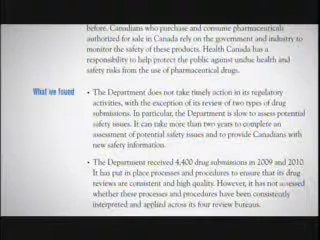 before. Canadians who purchase and consume pharmaceuticals
authorized for sale in Canada rely on the government and industry to
monitor the safety of these products. Health Canada has a
responsibility to help protect the public against undue health and
safety risks from the use of pharmaceutical drugs.
What we found
• The Department does not take timely action in its regulatory
activities, with the exception of its review of two types of drug
submissions. In particular, the Department is slow to assess potential
safety issues. It can take more than two years to complete an
assessment of potential safety issues and to provide Canadians with
new safety information.
• The Department received 4,400 drug submissions in 2009 and 2010.
It has put in place processes and procedures to ensure that its drug
reviews are consistent and high quality. However, it has not assessed
whether these processes and procedures have been consistently
interpreted and applied across its four review bureaus.